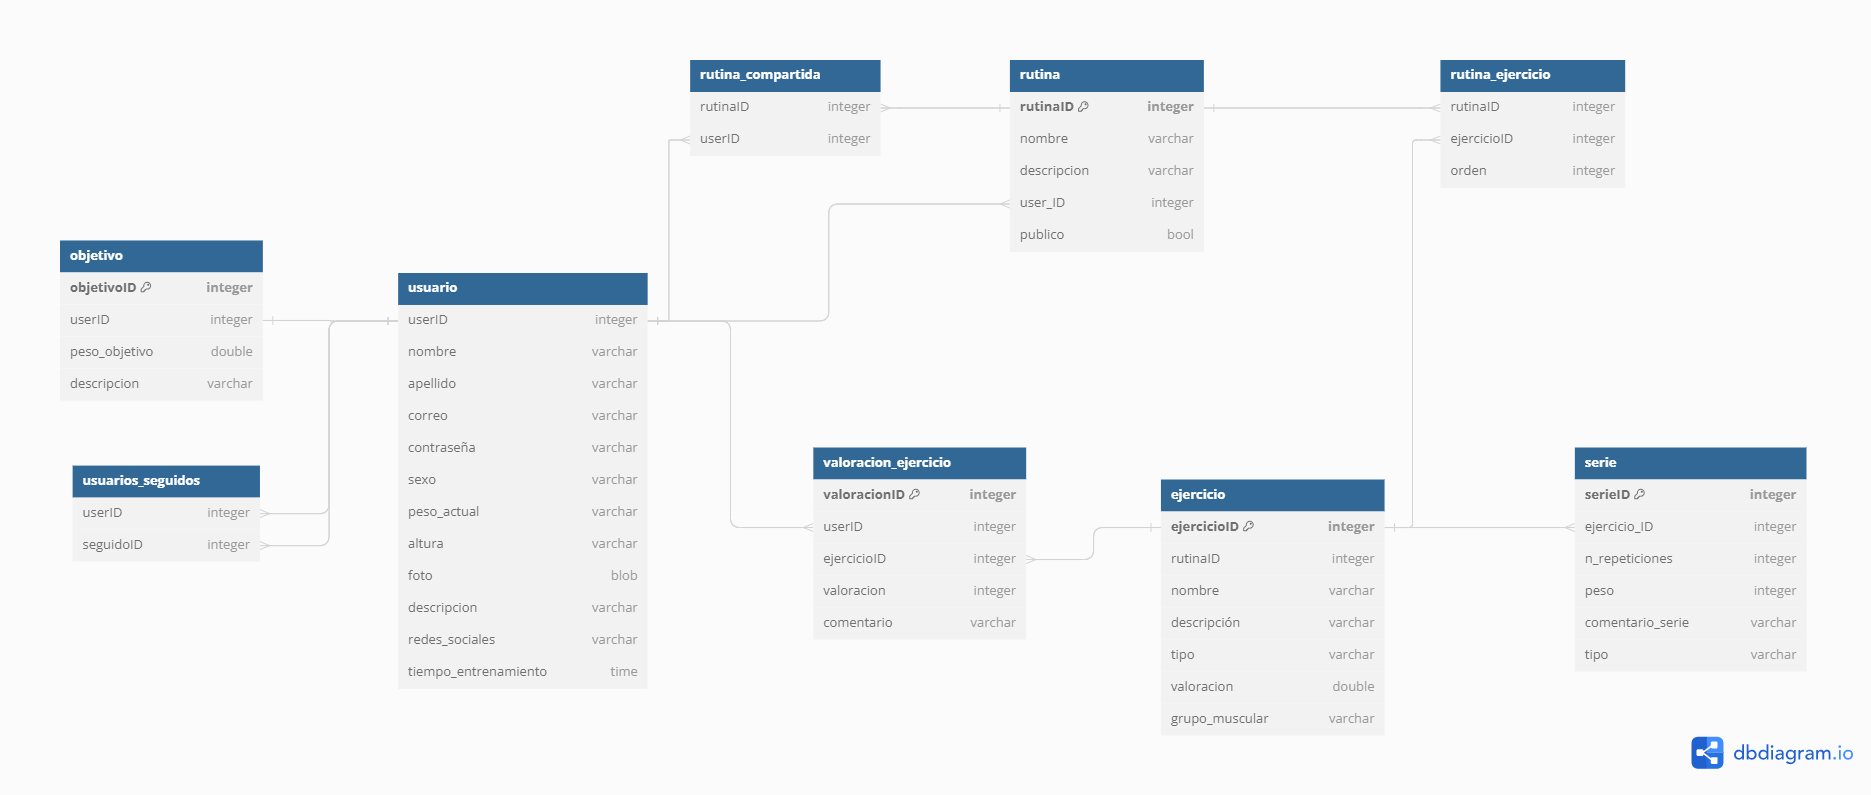 rutina_compartida
rutinaID integer
userID integer
rutina
rutinaID integer
nombre varchar
descripcion varchar
user_ID integer
publico bool
rutina_ejercicio
rutinaID integer
ejercicioID integer
orden integer
objetivo
objetivoID integer
userID integer
peso_objetivo double
descripcion varchar
usuario
userID integer
nombre varchar
apellido varchar
correo varchar
contraseña varchar
sexo varchar
peso_actual varchar
altura varchar
foto blob
descripcion varchar
redes_sociales varchar
tiempo_entrenamiento time
usuarios_seguidos
userID integer
seguidoID integer
valoracion_ejercicio
valoracionID integer
userID integer
ejercicioID integer
valoracion integer
comentario varchar
ejercicio
ejercicioID integer
rutinaID integer
nombre varchar
descripción varchar
tipo varchar
valoracion double
grupo_muscular varchar
serie
serieID integer
ejercicio_ID integer
n_repeticiones integer
peso integer
comentario_serie varchar
tipo varchar
dbdiagram.io